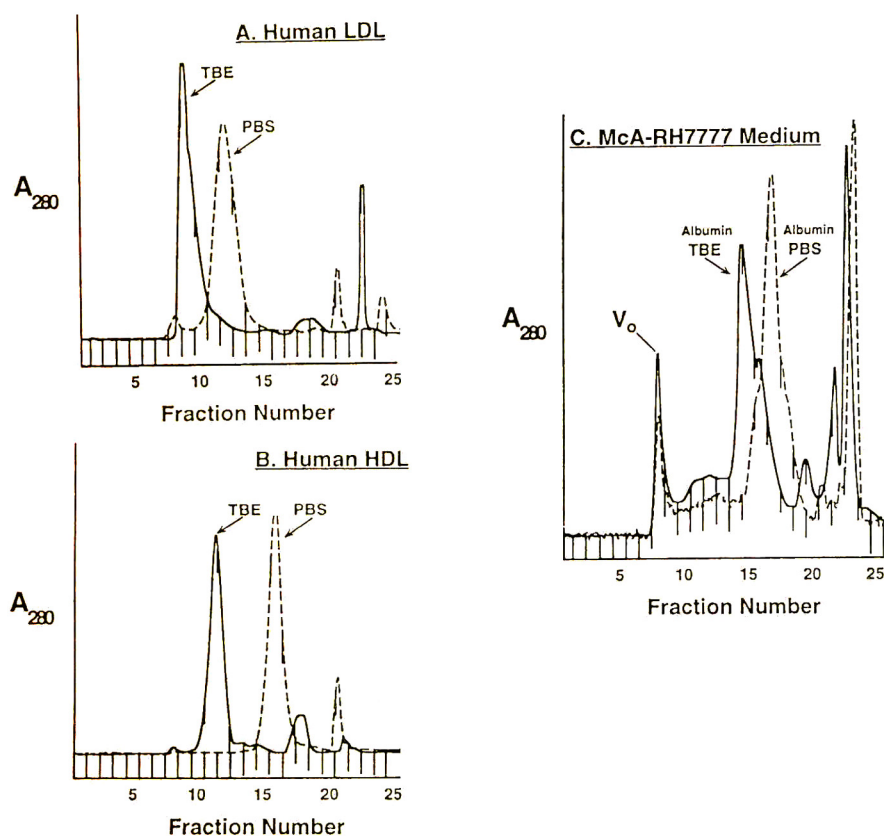 A. Human LDL
TBE
PBS
A280
5 10 15 20 25
Fraction Number
B. Human HDL
TBE PBS
A280
5 10 15 20 25
Fraction Number
C. McA-RH7777 Medium
Albumin Albumin
TBE PBS
Vo
A280
5 10 15 20 25
Fraction Number